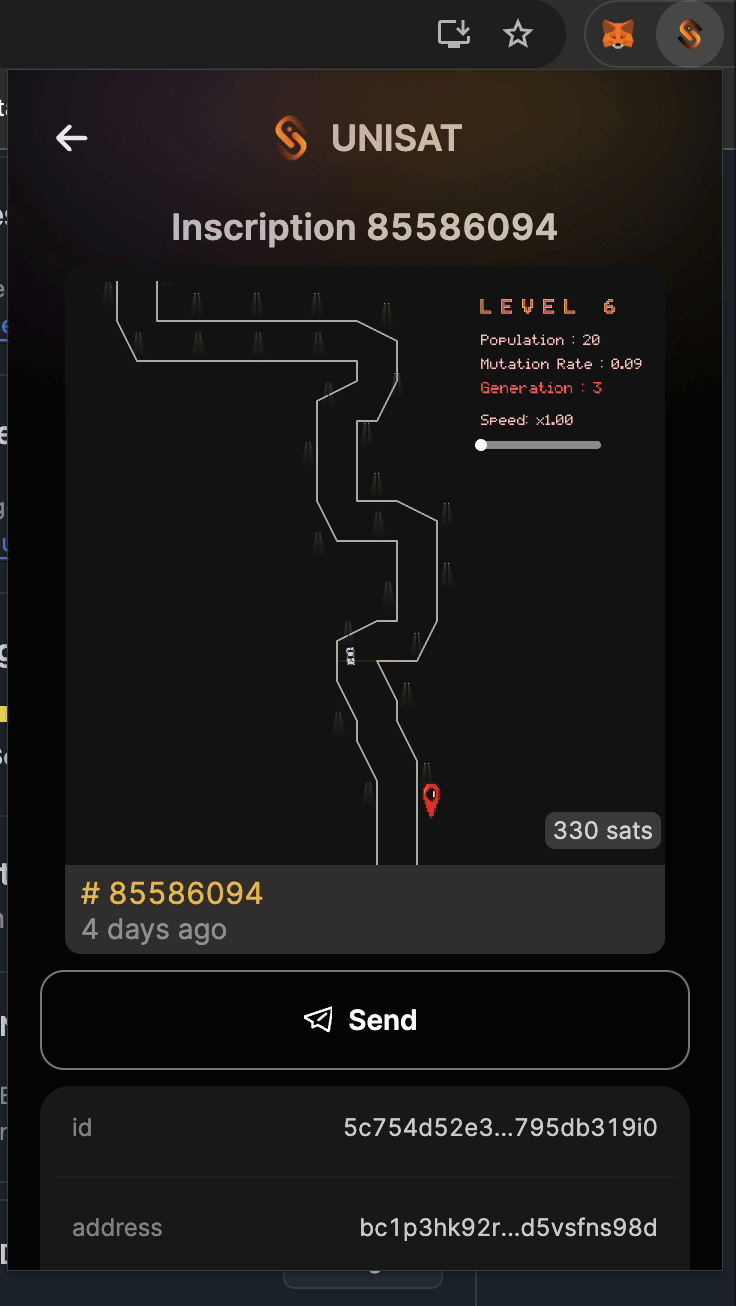 UNISAT
Inscription 85586094
LEVEL 6
Population : 20
Mutation Rate : 0.09
Generation : 3
Speed: x1.00
330 sats
# 85586094
4 days ago
Send
id 5c754d52e3...795db319i0
address bc1p3hk92r...d5vsfns98d